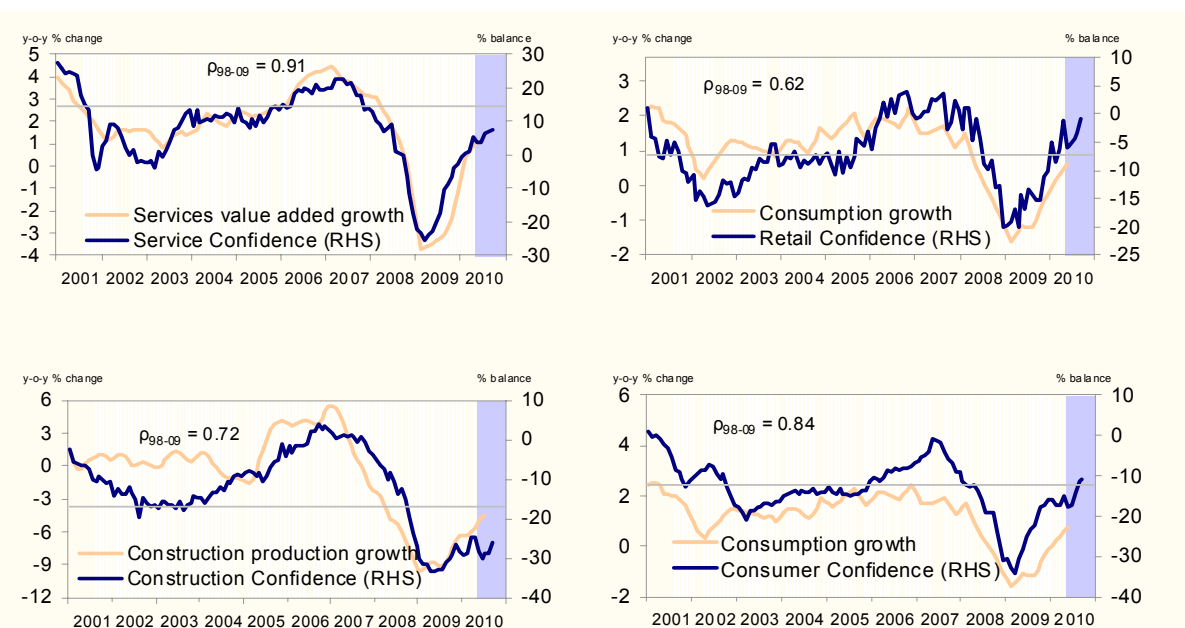 y-o-y % change % balance
ρ98-09 = 0.91
5
4
3
2
1
0
-1
-2
-3
-4
30
20
10
0
-10
-20
-30
Services value added growth
Service Confidence (RHS)
2001 2002 2003 2004 2005 2006 2007 2008 2009 2010
y-o-y % change % balance
ρ98-09 = 0.62
3
2
1
0
-1
-2
10
5
0
-5
-10
-15
-20
-25
Consumption growth
Retail Confidence (RHS)
2001 2002 2003 2004 2005 2006 2007 2008 2009 2010
y-o-y % change % balance
ρ98-09 = 0.72
6
3
0
-3
-6
-9
-12
10
0
-10
-20
-30
-40
Construction production growth
Construction Confidence (RHS)
2001 2002 2003 2004 2005 2006 2007 2008 2009 2010
y-o-y % change % balance
ρ98-09 = 0.84
6
4
2
0
-2
10
0
-10
-20
-30
-40
Consumption growth
Consumer Confidence (RHS)
2001 2002 2003 2004 2005 2006 2007 2008 2009 2010